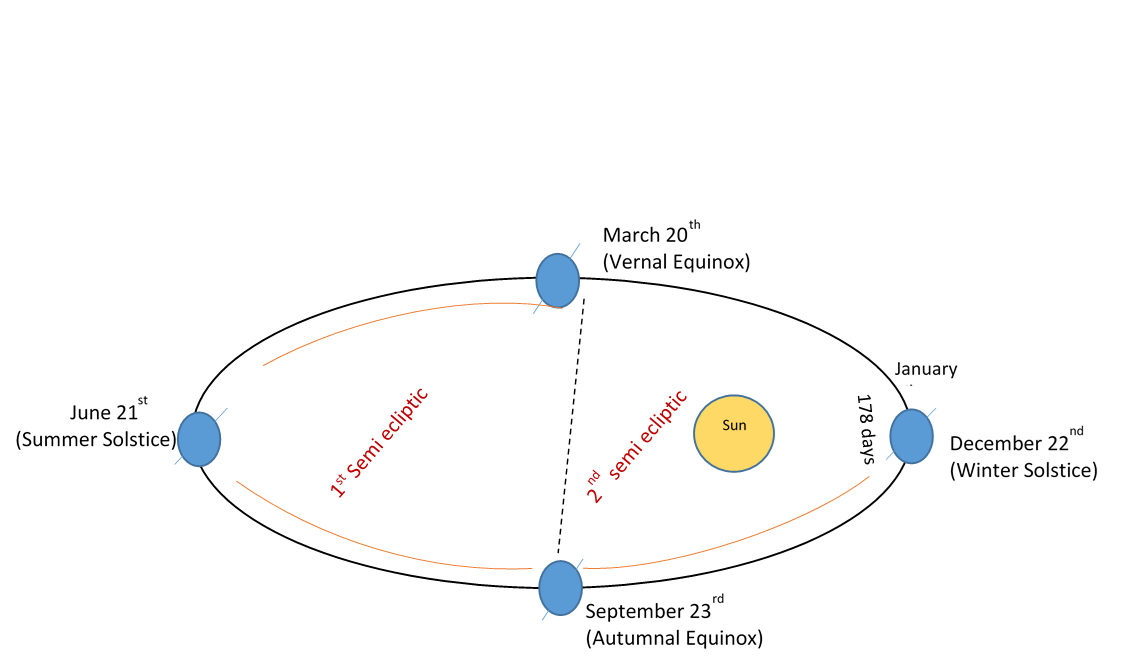 March 20th
(Vernal Equinox)
January
June 21st
(Summer Solstice)
1st Semi ecliptic
2nd semi ecliptic
Sun
178 days
December 22nd
(Winter Solstice)
September 23rd
(Autumnal Equinox)